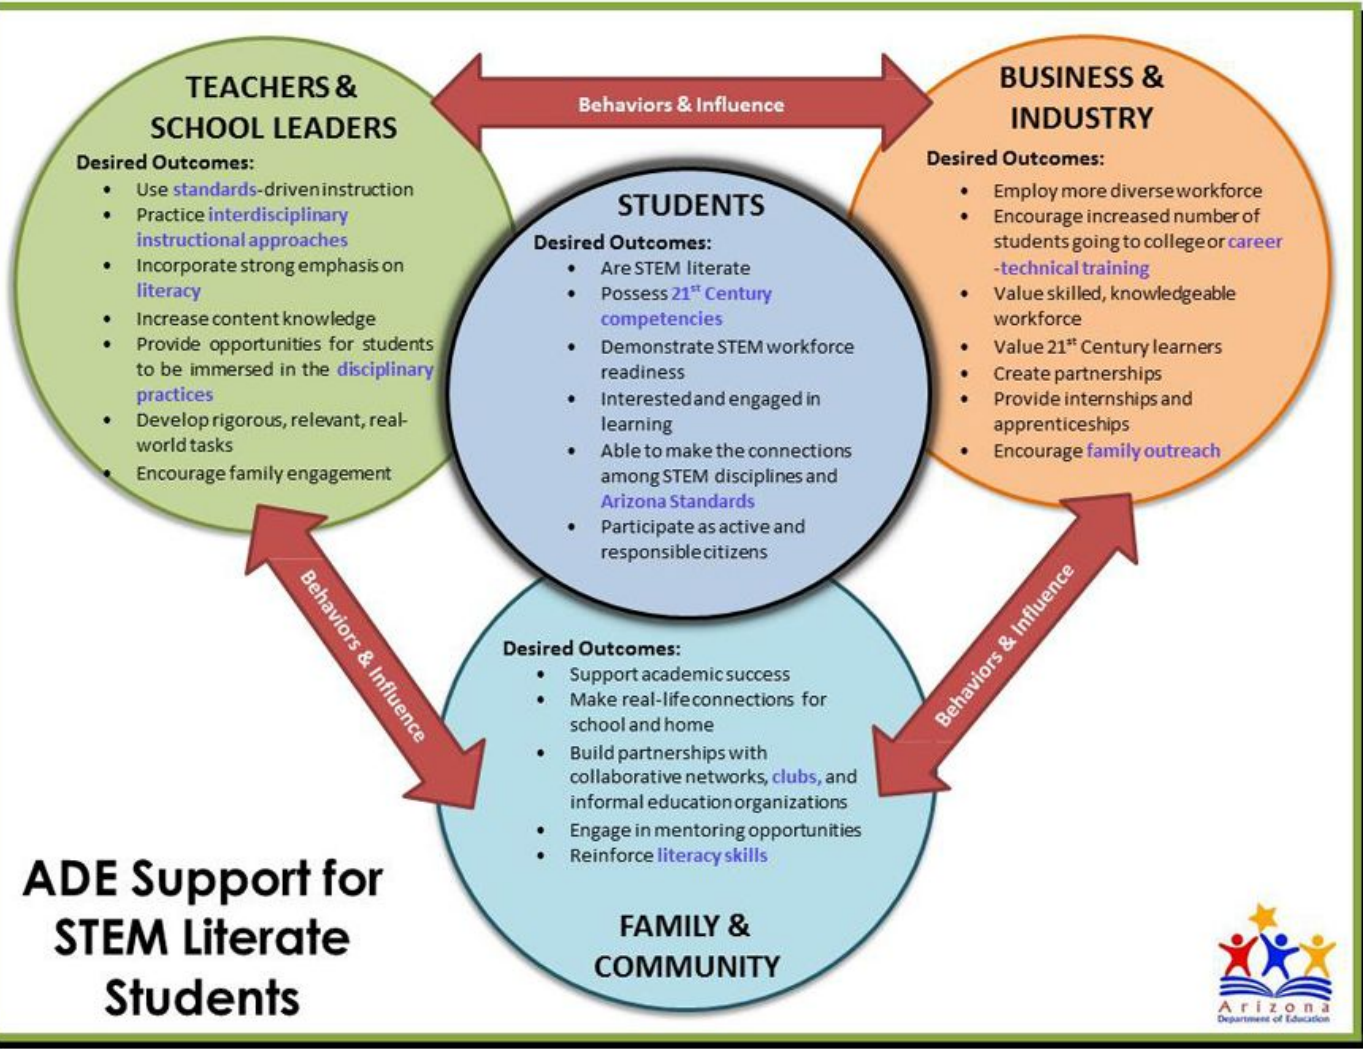 TEACHERS &
SCHOOL LEADERS
Desired Outcomes:
• Use standards-driven instruction
• Practice interdisciplinary
instructional approaches
• Incorporate strong emphasis on
literacy
• Increase content knowledge
• Provide opportunities for students
to be immersed in the disciplinary
practices
• Develop rigorous, relevant, real-
world tasks
• Encourage family engagement
Behaviors & Influence
BUSINESS &
INDUSTRY
Desired Outcomes:
• Employ more diverse workforce
• Encourage increased number of
students going to college or career
-technical training
• Value skilled, knowledgeable
workforce
• Value 21st Century learners
• Create partnerships
• Provide internships and
apprenticeships
• Encourage family outreach
STUDENTS
Desired Outcomes:
• Are STEM literate
• Possess 21st Century
competencies
• Demonstrate STEM workforce
readiness
• Interested and engaged in
learning
• Able to make the connections
among STEM disciplines and
Arizona Standards
• Participate as active and
responsible citizens
Behaviors & Influence
Behaviors & Influence
Desired Outcomes:
• Support academic success
• Make real-life connections for
school and home
• Build partnerships with
collaborative networks, clubs, and
informal education organizations
• Engage in mentoring opportunities
• Reinforce literacy skills
FAMILY &
COMMUNITY
ADE Support for
STEM Literate
Students
Arizona
Department of Education